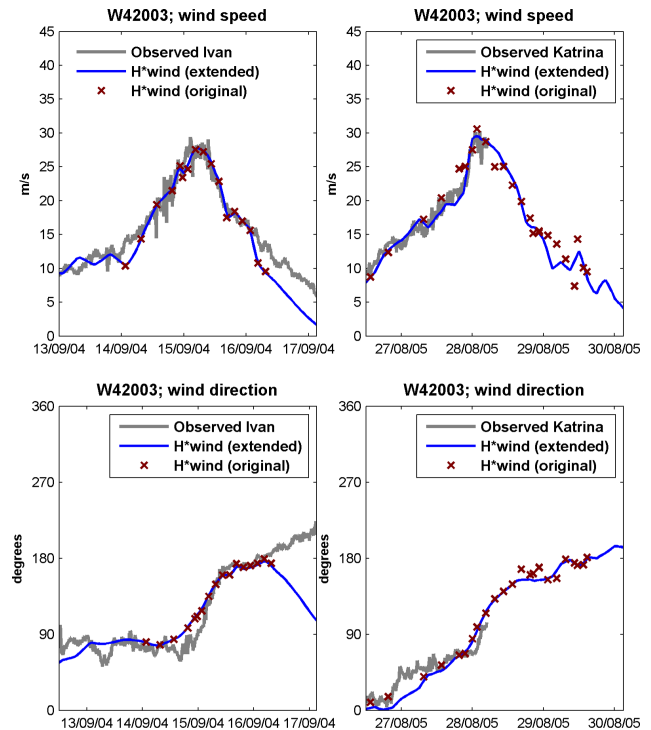 W42003; wind speed
45
40
35
30
25
20
15
10
5
0
m/s
Observed Ivan
H*wind (extended)
H*wind (original)
13/09/04 14/09/04 15/09/04 16/09/04 17/09/04
W42003; wind speed
45
40
35
30
25
20
15
10
5
0
m/s
Observed Katrina
H*wind (extended)
H*wind (original)
27/08/05 28/08/05 29/08/05 30/08/05
W42003; wind direction
360
270
180
90
0
degrees
Observed Ivan
H*wind (extended)
H*wind (original)
13/09/04 14/09/04 15/09/04 16/09/04 17/09/04
W42003; wind direction
360
270
180
90
0
degrees
Observed Katrina
H*wind (extended)
H*wind (original)
27/08/05 28/08/05 29/08/05 30/08/05